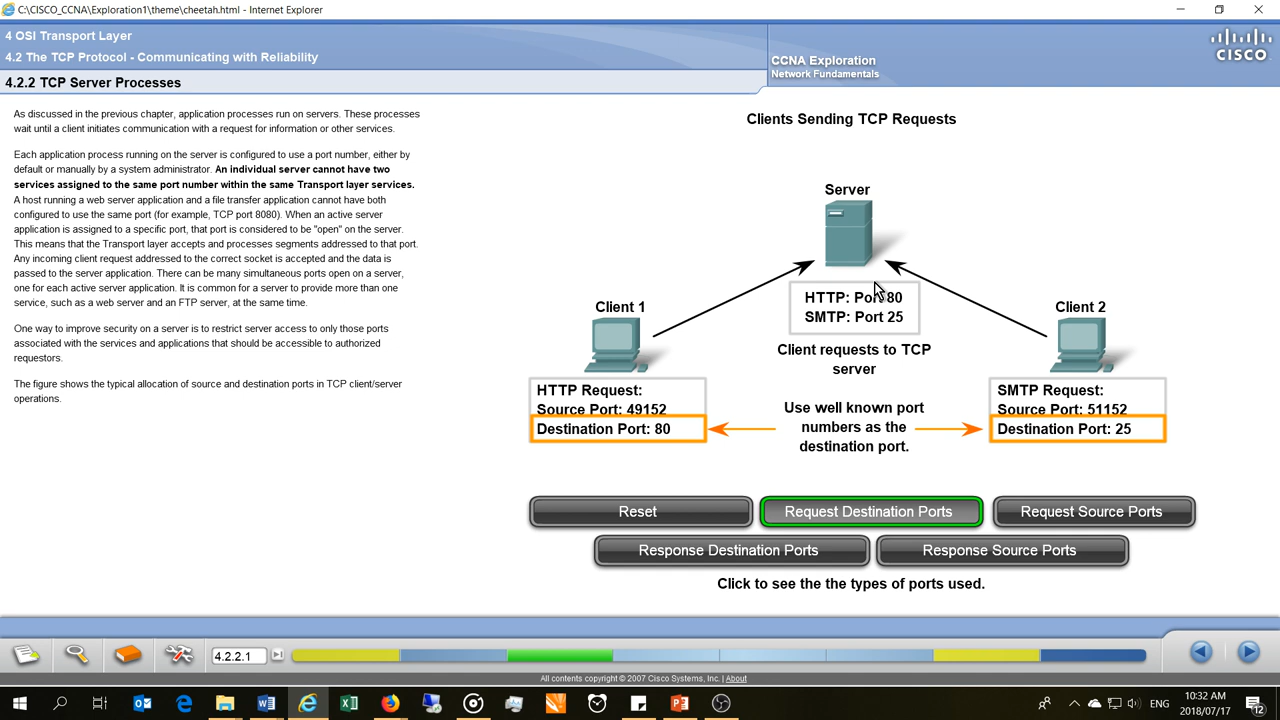 C:\CISCO_CCNA\Exploration1\theme\cheetah.html - Internet Explorer
4 OSI Transport Layer
4.2 The TCP Protocol - Communicating with Reliability
CCNA Exploration
Network Fundamentals
CISCO
4.2.2 TCP Server Processes
As discussed in the previous chapter, application processes run on servers. These processes
wait until a client initiates communication with a request for information or other services.
Each application process running on the server is configured to use a port number, either by
default or manually by a system administrator. An individual server cannot have two
services assigned to the same port number within the same Transport layer services.
A host running a web server application and a file transfer application cannot have both
configured to use the same port (for example, TCP port 8080). When an active server
application is assigned to a specific port, that port is considered to be "open" on the server.
This means that the Transport layer accepts and processes segments addressed to that port.
Any incoming client request addressed to the correct socket is accepted and the data is
passed to the server application. There can be many simultaneous ports open on a server,
one for each active server application. It is common for a server to provide more than one
service, such as a web server and an FTP server, at the same time.
One way to improve security on a server is to restrict server access to only those ports
associated with the services and applications that should be accessible to authorized
requestors.
The figure shows the typical allocation of source and destination ports in TCP client/server
operations.
Clients Sending TCP Requests
Server
HTTP: Port 80
SMTP: Port 25
Client requests to TCP
server
Client 1
HTTP Request:
Source Port: 49152
Destination Port: 80
Use well known port
numbers as the
destination port.
Client 2
SMTP Request:
Source Port: 51152
Destination Port: 25
Reset
Request Destination Ports
Request Source Ports
Response Destination Ports
Response Source Ports
Click to see the the types of ports used.
4.2.2.1
All contents copyright © 2007 Cisco Systems, Inc. | About
ENG
10:32 AM
2018/07/17
12